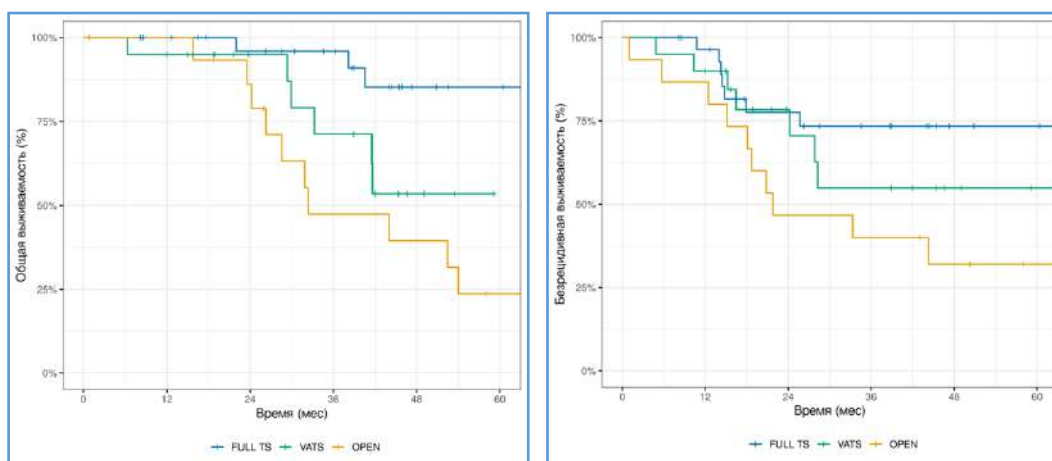 Общая выживаемость (%)
100%
75%
50%
25%
0%
0 12 24 36 48 60
Время (мес)
FULL TS VATS OPEN
Безрецидивная выживаемость (%)
100%
75%
50%
25%
0%
0 12 24 36 48 60
Время (мес)
FULL TS VATS OPEN